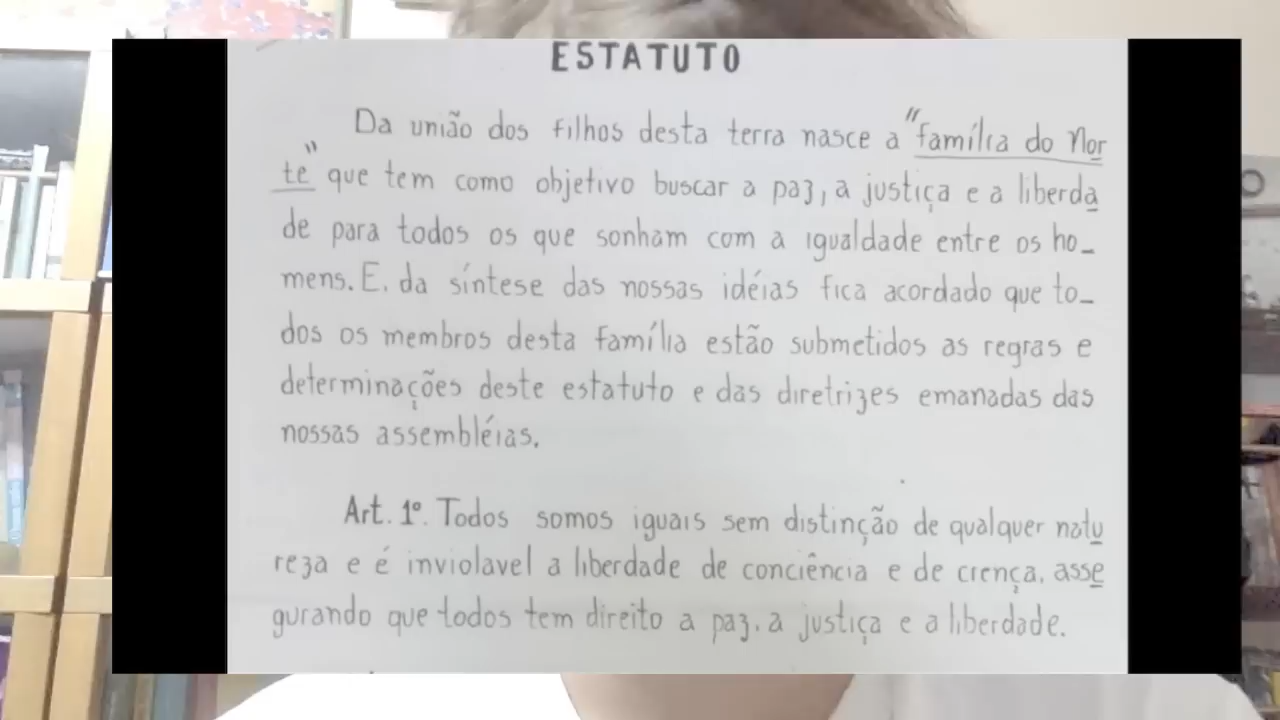 ESTATUTO
Da união dos filhos desta terra nasce a "família do Nor
te" que tem como objetivo buscar a paz, a justiça e a liberda
de para todos os que sonham com a igualdade entre os ho_
mens. E. da síntese das nossas idéias fica acordado que to_
dos os membros desta família estão submetidos as regras e
determinações deste estatuto e das diretrizes emanadas das
nossas assembléias.
Art. 1º. Todos somos iguais sem distinção de qualquer natu
reza e é inviolavel a liberdade de conciência e de crença, asse
gurando que todos tem direito a paz, a justiça e a liberdade.